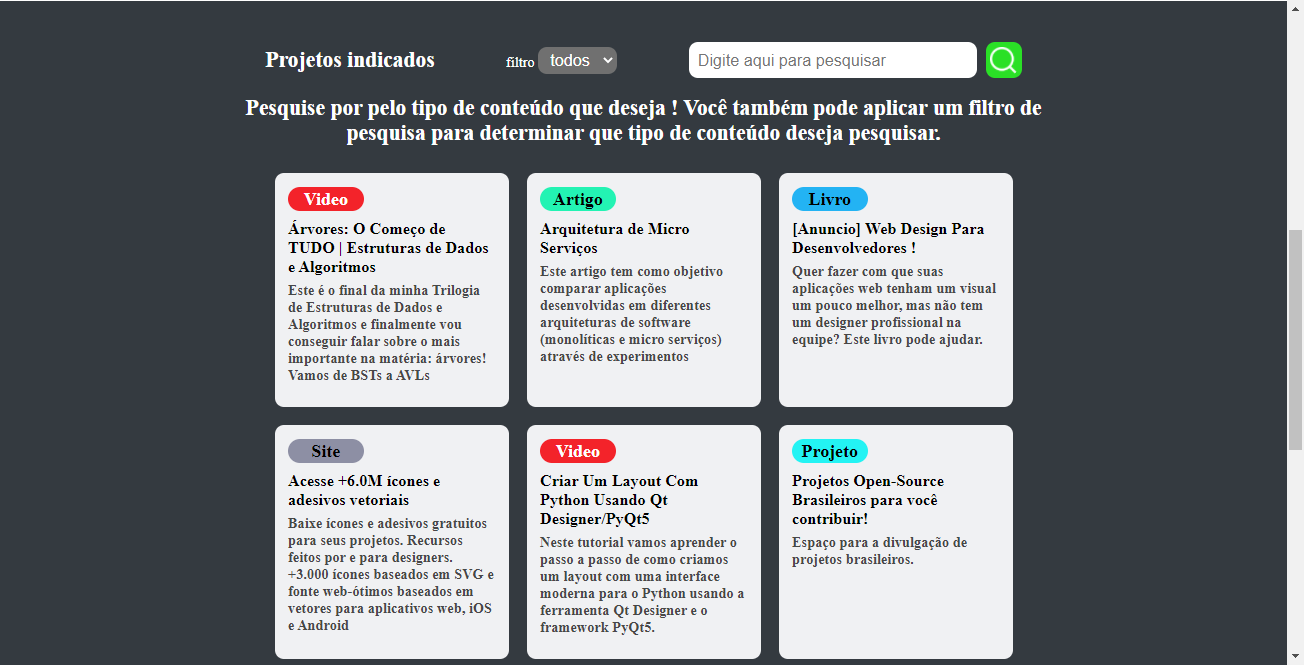 Projetos indicados
filtro todos
Digite aqui para pesquisar
Pesquise por pelo tipo de conteúdo que deseja ! Você também pode aplicar um filtro de
pesquisa para determinar que tipo de conteúdo deseja pesquisar.
Video
Árvores: O Começo de
TUDO | Estruturas de Dados
e Algoritmos
Este é o final da minha Trilogia
de Estruturas de Dados e
Algoritmos e finalmente vou
conseguir falar sobre o mais
importante na matéria: árvores!
Vamos de BSTs a AVLs
Artigo
Arquitetura de Micro
Serviços
Este artigo tem como objetivo
comparar aplicações
desenvolvidas em diferentes
arquiteturas de software
(monolíticas e micro serviços)
através de experimentos
Livro
[Anuncio] Web Design Para
Desenvolvedores !
Quer fazer com que suas
aplicações web tenham um visual
um pouco melhor, mas não tem
um designer profissional na
equipe? Este livro pode ajudar.
Site
Acesse +6.0M ícones e
adesivos vetoriais
Baixe ícones e adesivos gratuitos
para seus projetos. Recursos
feitos por e para designers.
+3.000 ícones baseados em SVG e
fonte web-ótimos baseados em
vetores para aplicativos web, iOS
e Android
Video
Criar Um Layout Com
Python Usando Qt
Designer/PyQt5
Neste tutorial vamos aprender o
passo a passo de como criamos
um layout com uma interface
moderna para o Python usando a
ferramenta Qt Designer e o
framework PyQt5.
Projeto
Projetos Open-Source
Brasileiros para você
contribuir!
Espaço para a divulgação de
projetos brasileiros.